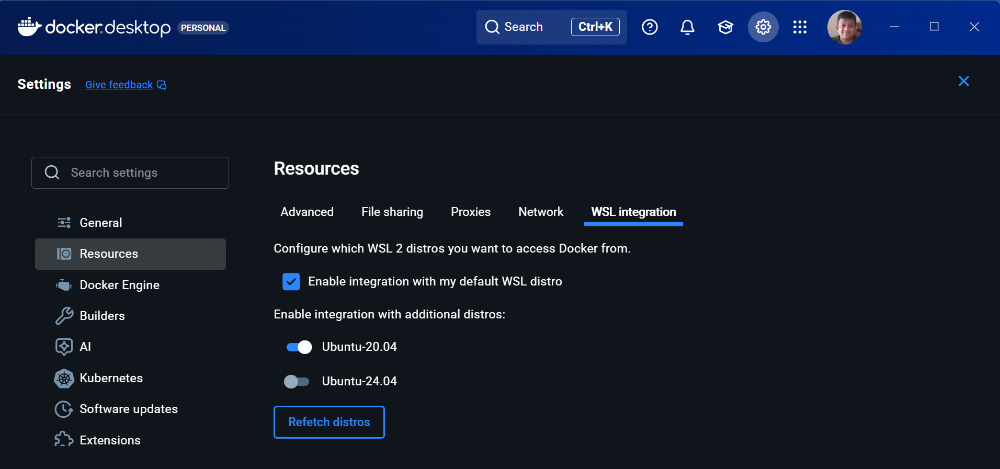 docker desktop PERSONAL Search Ctrl+K
Settings Give feedback
Search settings
General
Resources
Docker Engine
Builders
AI
Kubernetes
Software updates
Extensions
Resources
Advanced File sharing Proxies Network WSL integration
Configure which WSL 2 distros you want to access Docker from.
Enable integration with my default WSL distro
Enable integration with additional distros:
Ubuntu-20.04
Ubuntu-24.04
Refetch distros